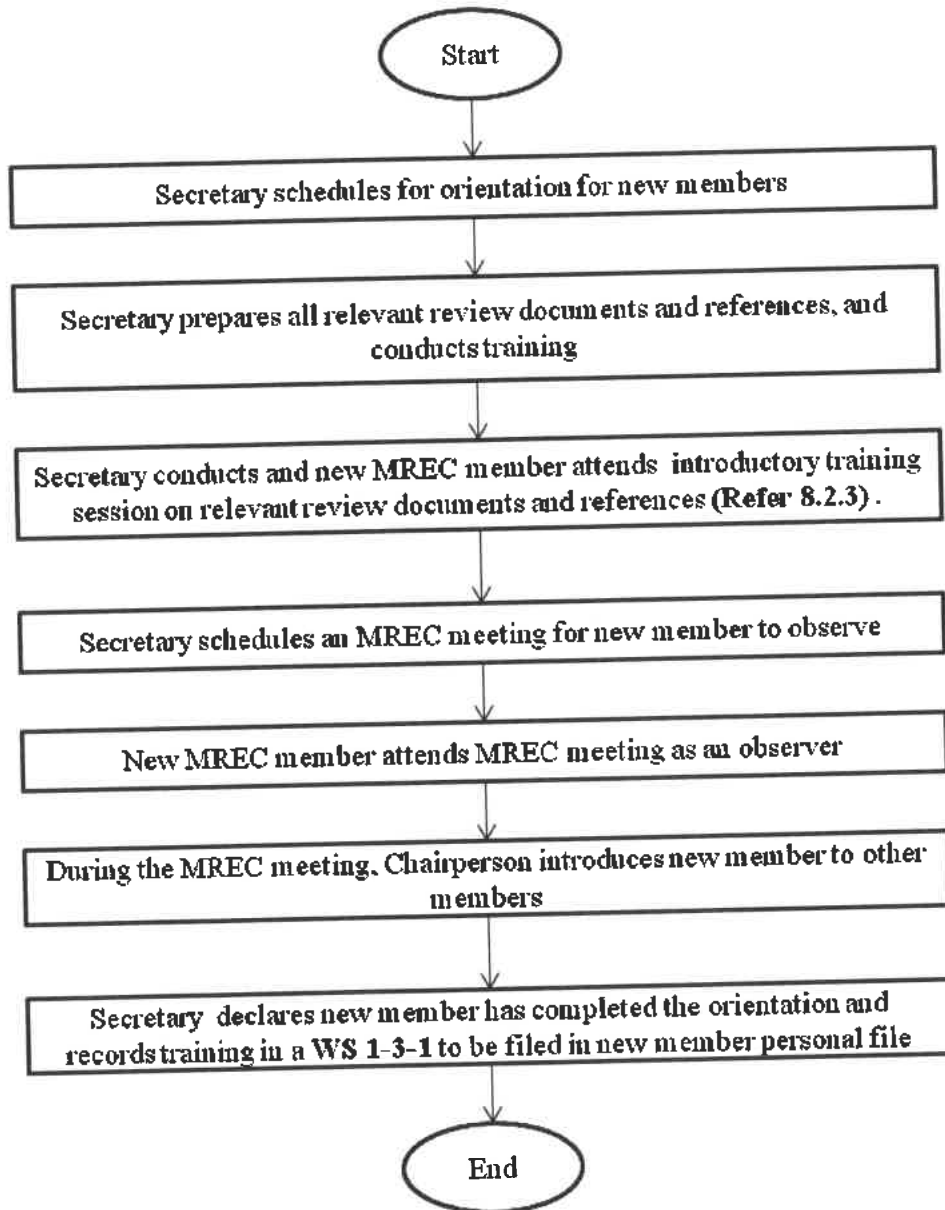 Start
Secretary schedules for orientation for new members
Secretary prepares all relevant review documents and references, and
conducts training
Secretary conducts and new MREC member attends introductory training
session on relevant review documents and references (Refer 8.2.3) .
Secretary schedules an MREC meeting for new member to observe
New MREC member attends MREC meeting as an observer
During the MREC meeting, Chairperson introduces new member to other
members
Secretary declares new member has completed the orientation and
records training in a WS 1-3-1 to be filed in new member personal file
End